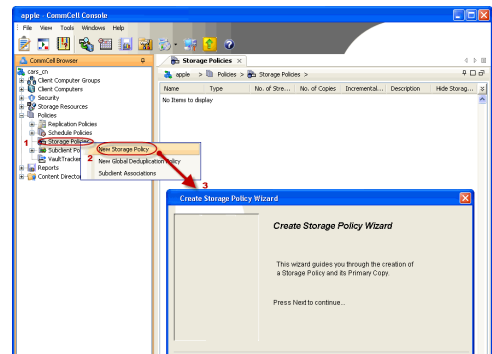 apple - CommCell Console
File View Tools Windows Help
CommCell Browser
Storage Policies
cars_cn
apple > Policies > Storage Policies >
Client Computer Groups
Client Computers
Security
Storage Resources
Policies
Replication Policies
Schedule Policies
1 Storage Policies
Subclient Po
VaultTracker
Reports
Content Director
Name Type No. of Stre... No. of Copies Incremental... Description Hide Storag...
No Items to display
New Storage Policy
2
New Global Deduplication Policy
Subclient Associations
3
Create Storage Policy Wizard
Create Storage Policy Wizard
This wizard guides you through the creation of
a Storage Policy and its Primary Copy.
Press Next to continue...